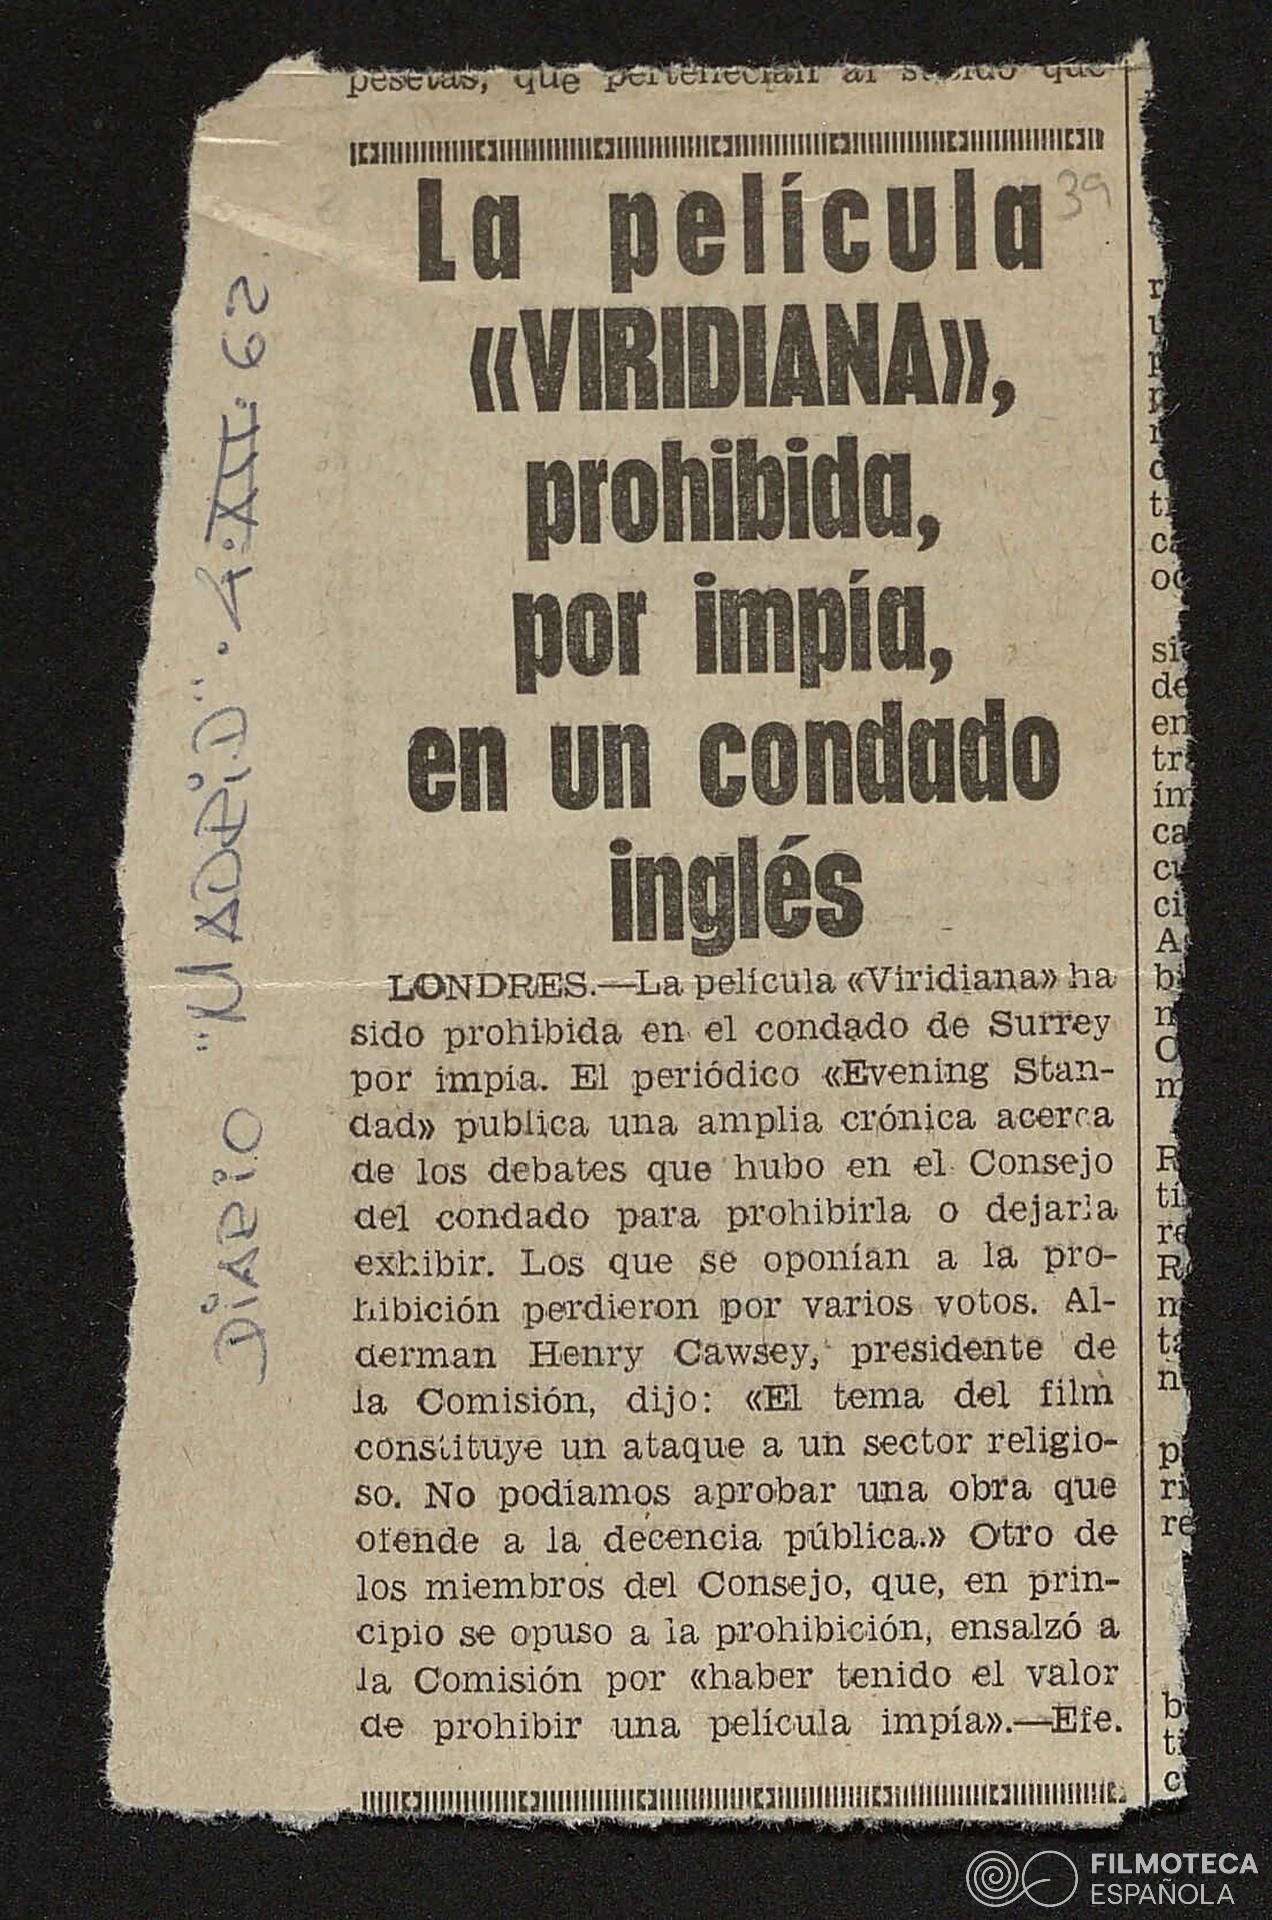 pesetas, que pertenecían al súbdito que
39
La película
«VIRIDIANA»,
prohibida,
por impía,
en un condado
inglés
LONDRES.—La película «Viridiana» ha
sido prohibida en el condado de Surrey
por impía. El periódico «Evening Stan-
dad» publica una amplia crónica acerca
de los debates que hubo en el Consejo
del condado para prohibirla o dejarla
exhibir. Los que se oponían a la pro-
hibición perdieron por varios votos. Al-
derman Henry Cawsey, presidente de
la Comisión, dijo: «El tema del film
constituye un ataque a un sector religio-
so. No podíamos aprobar una obra que
ofende a la decencia pública.» Otro de
los miembros del Consejo, que, en prin-
cipio se opuso a la prohibición, ensalzó a
la Comisión por «haber tenido el valor
de prohibir una película impía».—Efe.
DIARIO "MADRID". 4.XII.62.
FILMOTECA
ESPAÑOLA